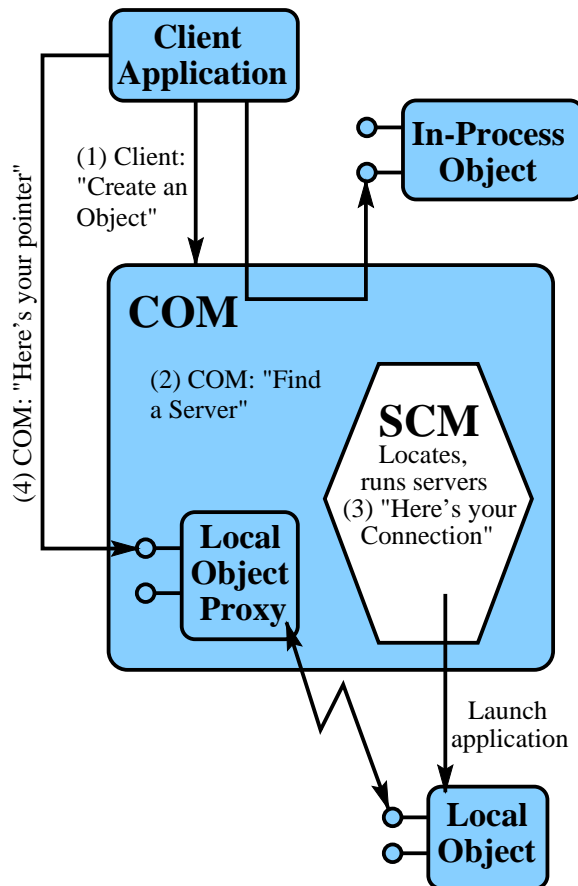 Client
Application
(1) Client:
"Create an
Object"
In-Process
Object
(4) COM: "Here’s your pointer"
COM
(2) COM: "Find
a Server"
SCM
Locates,
runs servers
(3) "Here’s your
Connection"
Local
Object
Proxy
Launch
application
Local
Object